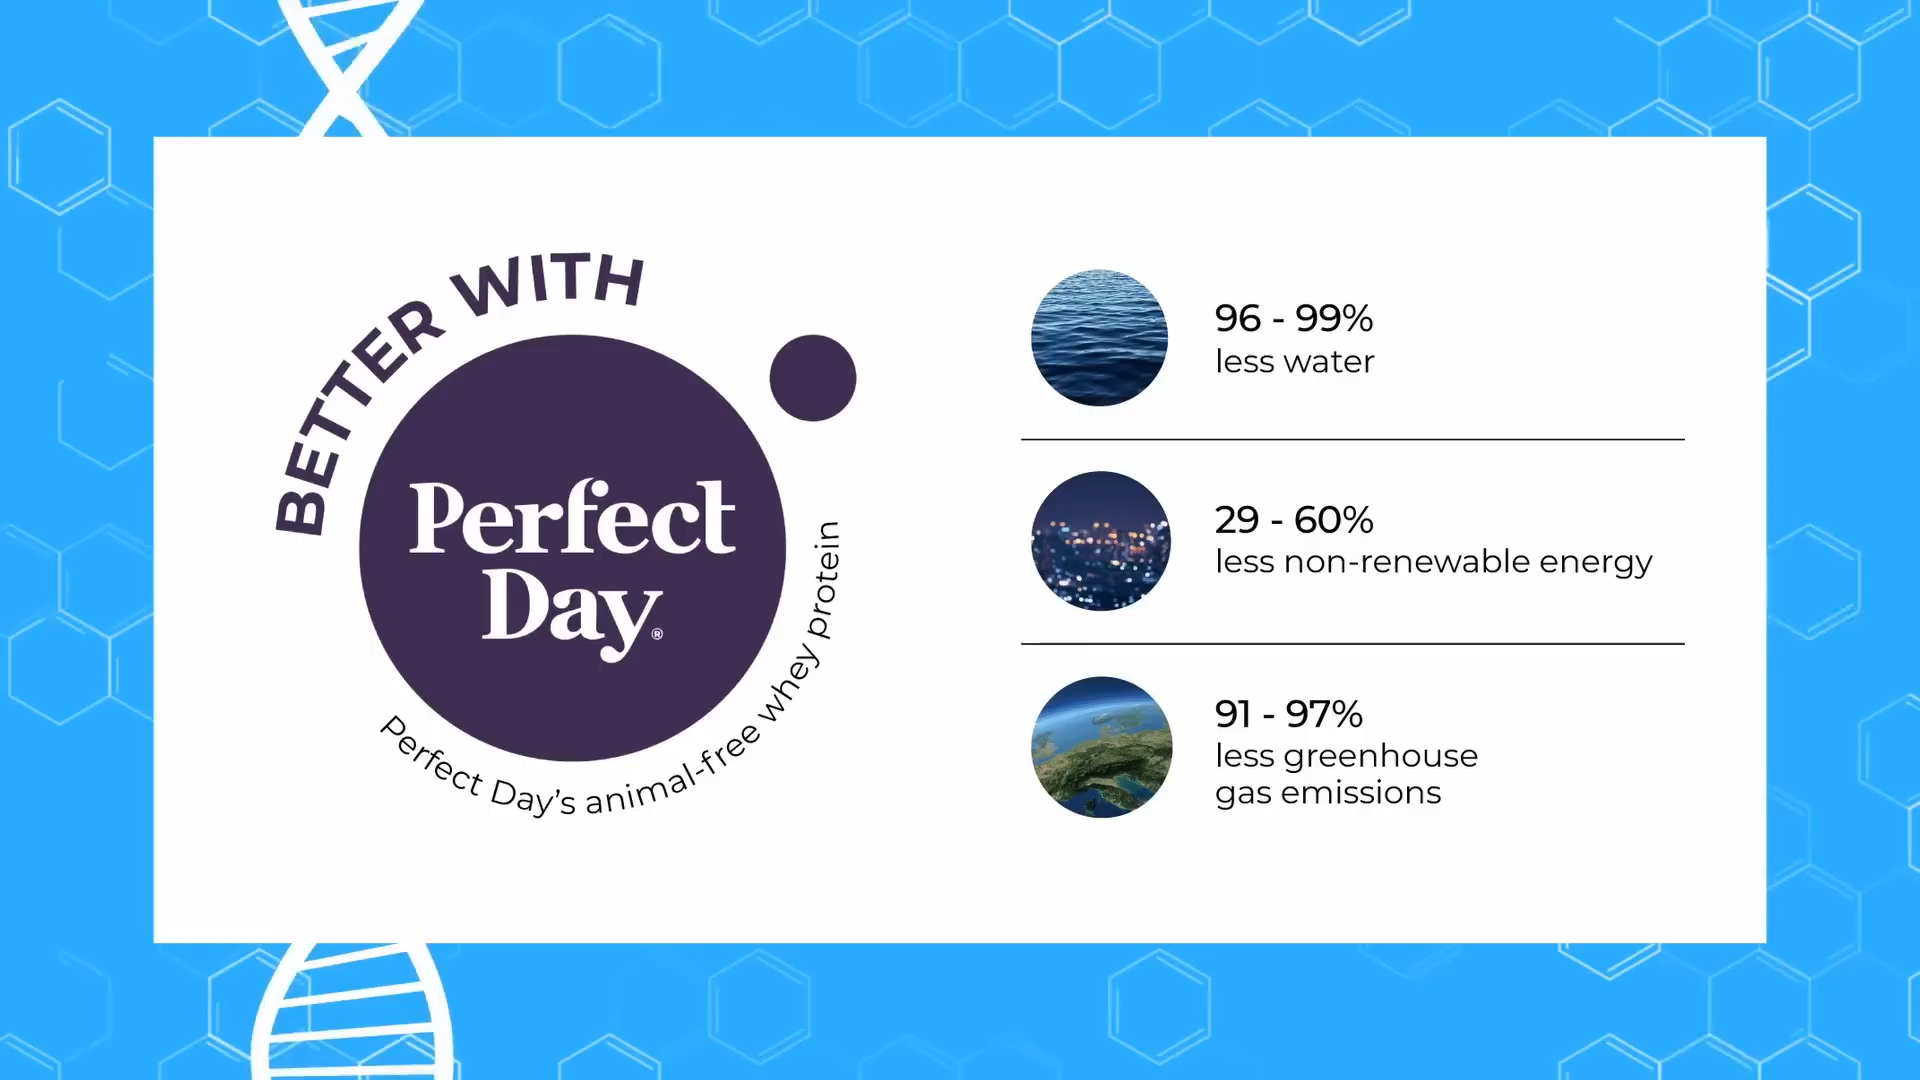 BETTER WITH
Perfect
Day®
Perfect Day's animal-free whey protein
96 - 99%
less water
29 - 60%
less non-renewable energy
91 - 97%
less greenhouse
gas emissions